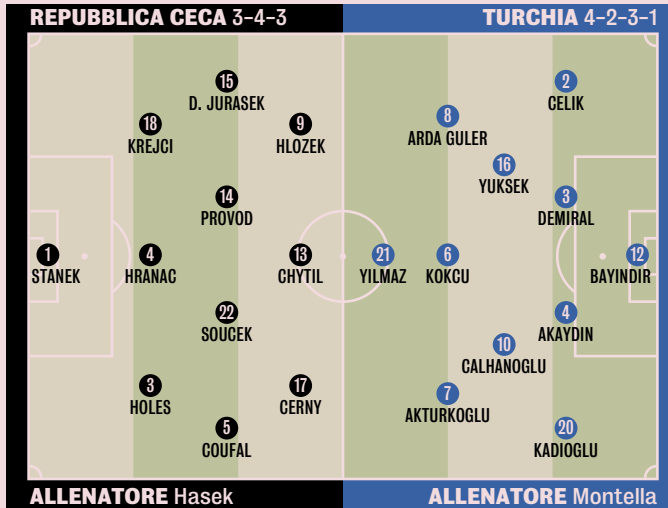 REPUBBLICA CECA 3-4-3
TURCHIA 4-2-3-1
15
D. JURASEK
18
KREJCI
9
HLOZEK
14
PROVOD
1
STANEK
4
HRANAC
13
CHYTIL
22
SOUCEK
3
HOLES
17
CERNY
5
COUFAL
2
CELIK
8
ARDA GULER
16
YUKSEK
3
DEMIRAL
21
YILMAZ
6
KOKCU
12
BAYINDIR
4
AKAYDIN
10
CALHANOGLU
7
AKTURKOGLU
20
KADIOGLU
ALLENATORE Hasek
ALLENATORE Montella